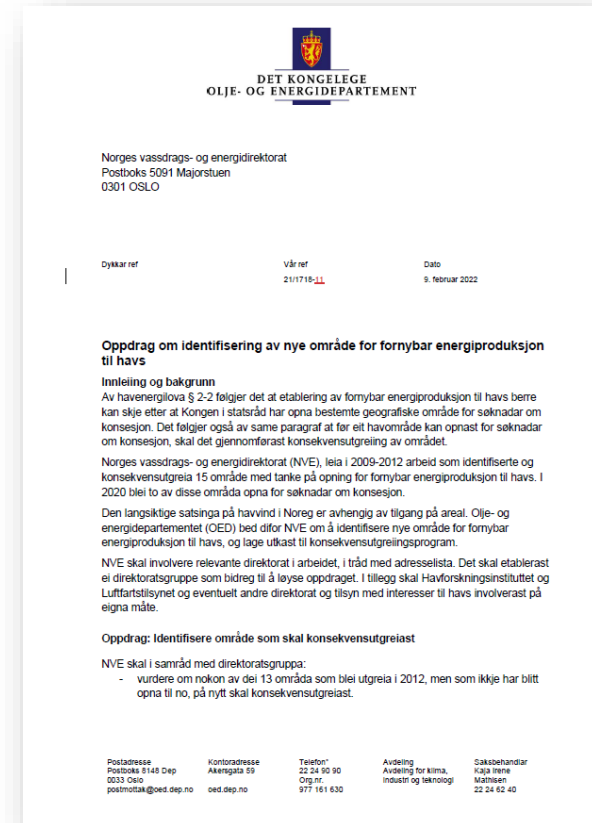 DET KONGELEGE
OLJE- OG ENERGIDEPARTEMENT
Norges vassdrags- og energidirektorat
Postboks 5091 Majorstuen
0301 OSLO
Dykkar ref Vår ref Dato
21/1718-11 9. februar 2022
Oppdrag om identifisering av nye område for fornybar energiproduksjon
til havs
Innleiing og bakgrunn
Av havenergilova § 2-2 følgjer det at etablering av fornybar energiproduksjon til havs berre
kan skje etter at Kongen i statsråd har opna bestemte geografiske område for søknadar om
konsesjon. Det følgjer også av same paragraf at før eit havområde kan opnast for søknadar
om konsesjon, skal det gjennomførast konsekvensutgreiing av området.
Norges vassdrags- og energidirektorat (NVE), leia i 2009-2012 arbeid som identifiserte og
konsekvensutgreia 15 område med tanke på opning for fornybar energiproduksjon til havs. I
2020 blei to av disse områda opna for søknadar om konsesjon.
Den langsiktige satsinga på havvind i Noreg er avhengig av tilgang på areal. Olje- og
energidepartementet (OED) bed difor NVE om å identifisere nye område for fornybar
energiproduksjon til havs, og lage utkast til konsekvensutgreiingsprogram.
NVE skal involvere relevante direktorat i arbeidet, i tråd med adresselista. Det skal etablerast
ei direktoratsgruppe som bidreg til å løyse oppdraget. I tillegg skal Havforskningsinstituttet og
Luftfartstilsynet og eventuelt andre direktorat og tilsyn med interesser til havs involverast på
eigna måte.
Oppdrag: Identifisere område som skal konsekvensutgreiast
NVE skal i samråd med direktoratsgruppa:
- vurdere om nokon av dei 13 områda som blei utgreia i 2012, men som ikkje har blitt
opna til no, på nytt skal konsekvensutgreiast.
Postadresse Kontoradresse Telefon* Avdeling Saksbehandlar
Postboks 8148 Dep Akersgata 59 22 24 90 90 Avdeling for klima, Kaja Irene
0033 Oslo Org.nr. industri og teknologi Mathisen
postmottak@oed.dep.no oed.dep.no 977 161 630 22 24 62 40